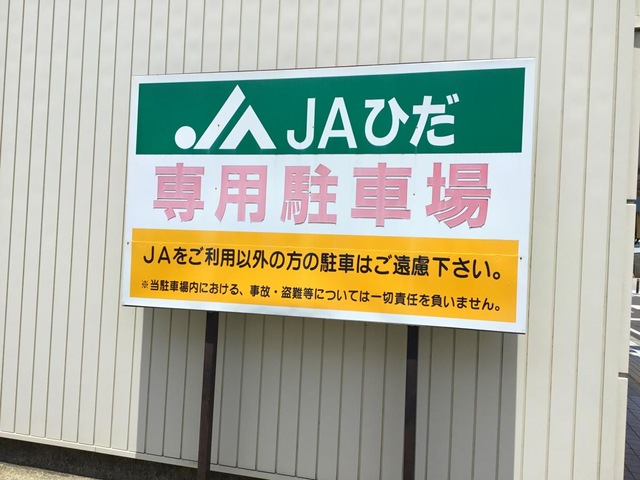 JAひだ
専用駐車場
JAをご利用以外の方の駐車はご遠慮下さい。
※当駐車場内における、事故・盗難等については一切責任を負いません。